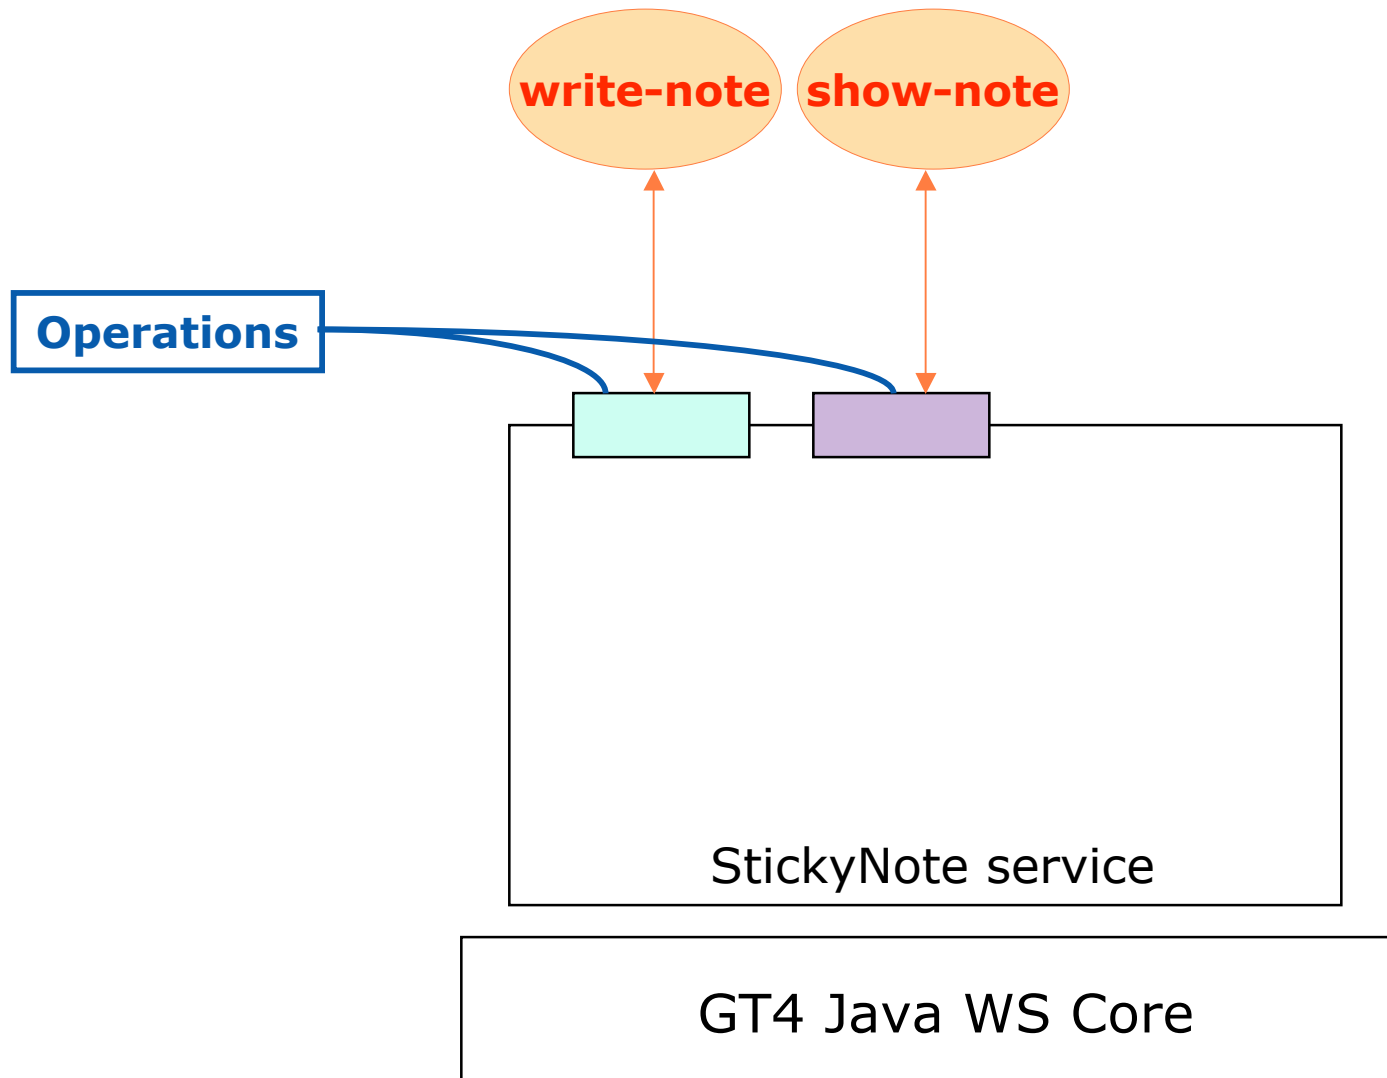 write-note
show-note
Operations
StickyNote service
GT4 Java WS Core